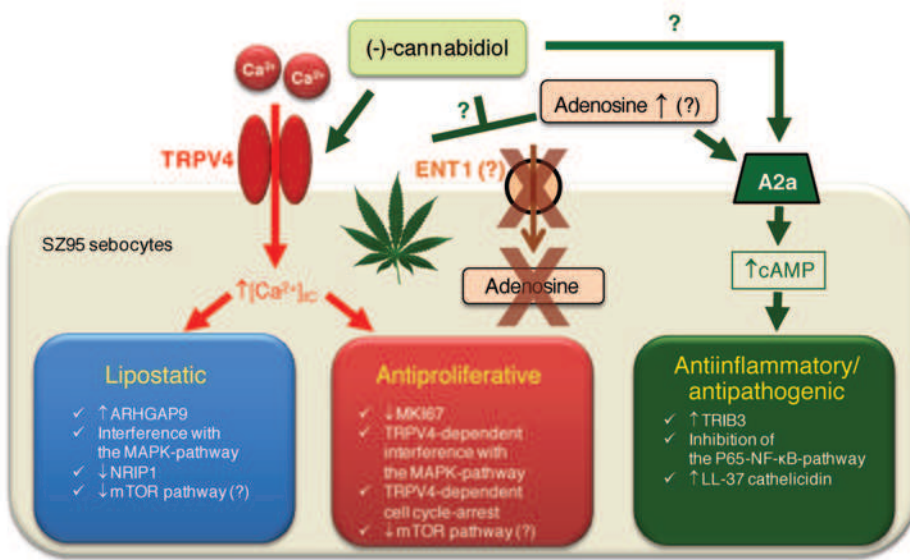 (-)-cannabidiol
?
Ca²⁺
Ca²⁺
?
Adenosine ↑ (?)
TRPV4
ENT1 (?)
A2a
SZ95 sebocytes
↑cAMP
Adenosine
↑[Ca²⁺]IC
Lipostatic
✓ ↑ARHGAP9
✓ Interference with
the MAPK-pathway
✓ ↓NRIP1
✓ ↓mTOR pathway (?)
Antiproliferative
✓ ↓MKI67
✓ TRPV4-dependent
interference with
the MAPK-pathway
✓ TRPV4-dependent
cell cycle-arrest
✓ ↓mTOR pathway (?)
Antiinflammatory/
antipathogenic
✓ ↑TRIB3
✓ Inhibition of
the P65-NF-κB-pathway
✓ ↑LL-37 cathelicidin